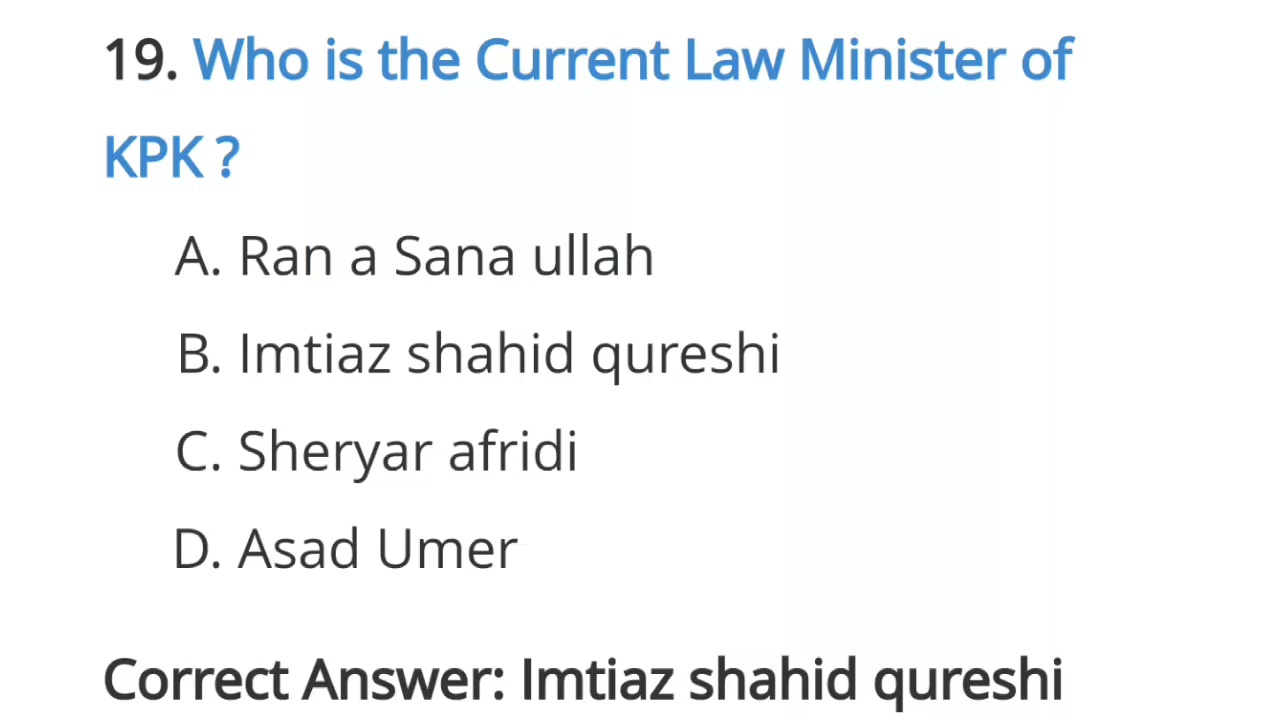 19. Who is the Current Law Minister of
KPK ?
A. Ran a Sana ullah
B. Imtiaz shahid qureshi
C. Sheryar afridi
D. Asad Umer
Correct Answer: Imtiaz shahid qureshi